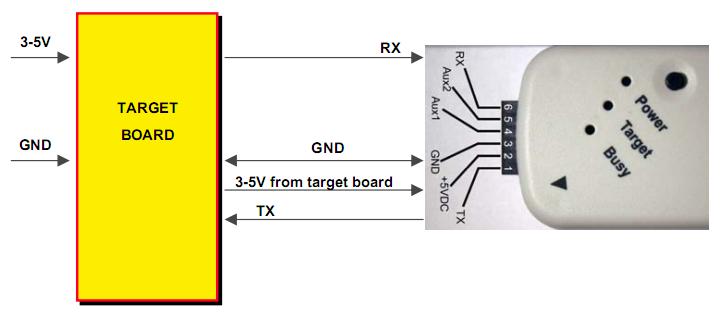 3-5V
GND
TARGET
BOARD
RX
GND
3-5V from target board
TX
RX
Aux2
Aux1
GND
+5VDC
TX
6
5
4
3
2
1
Power
Target
Busy